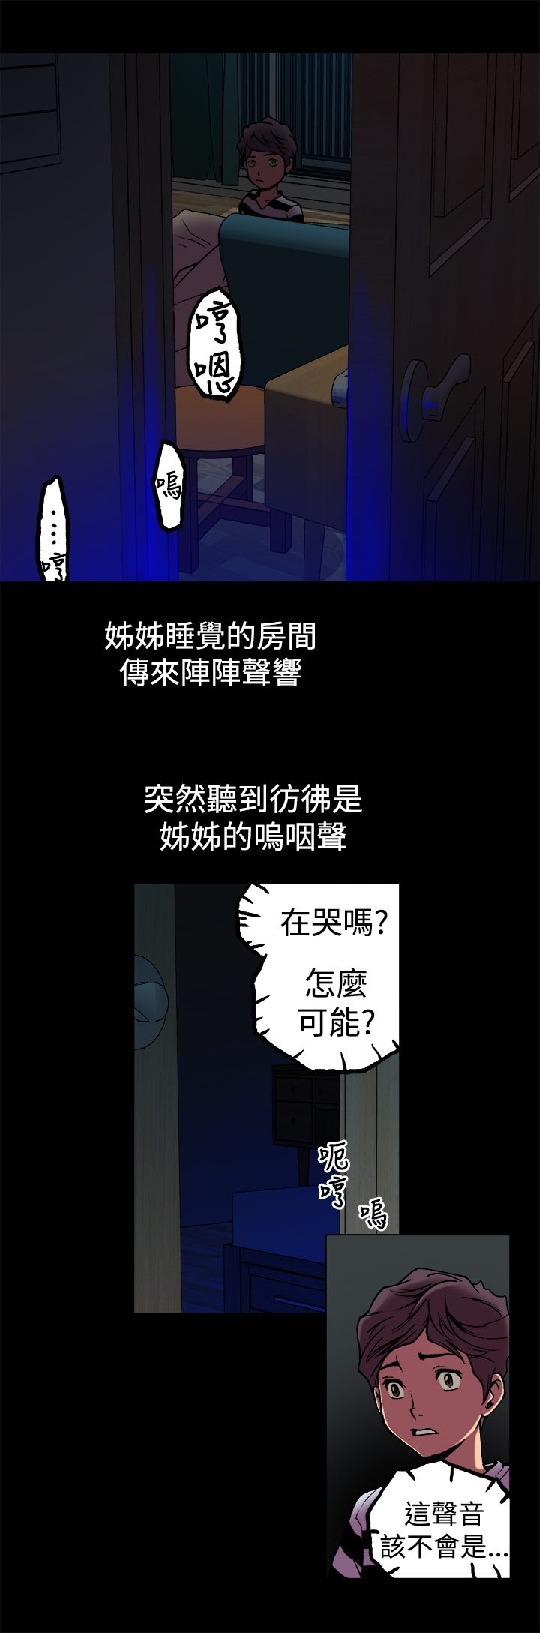 哼
嗯
嗚
……哼
姊姊睡覺的房間
傳來陣陣聲響
突然聽到彷彿是
姊姊的嗚咽聲
在哭嗎?
怎麼
可能?
呃
哼
嗚
這聲音
該不會是…